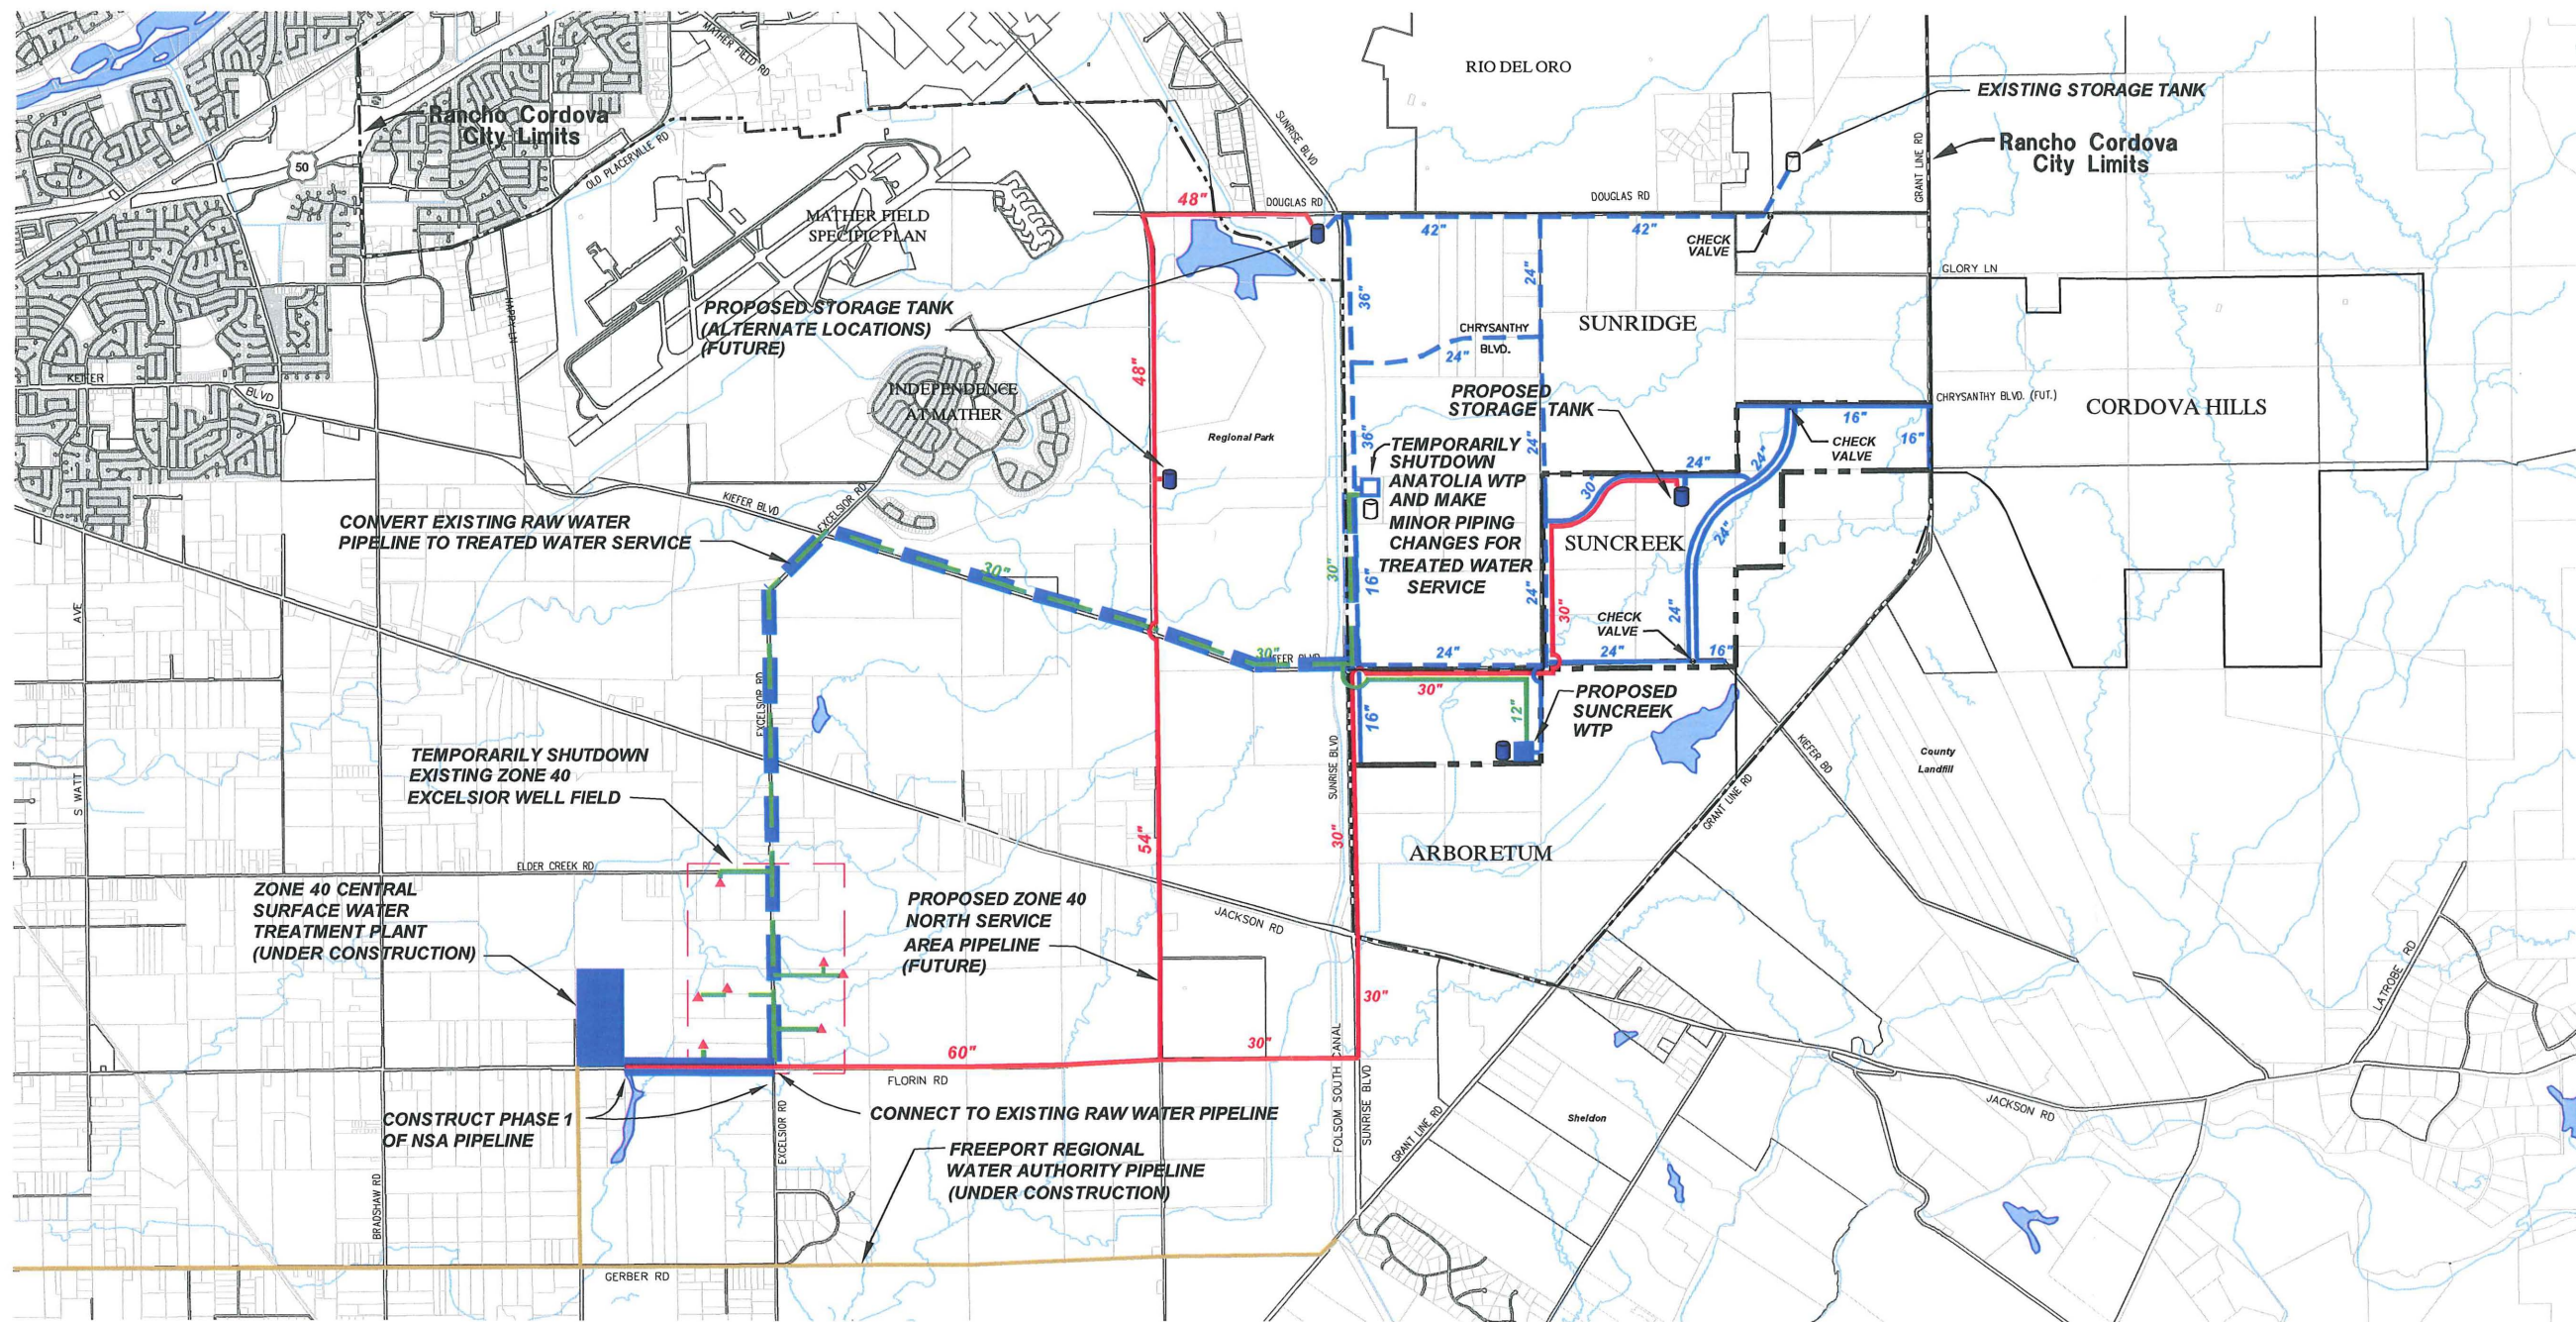 MATHER FIELD RD
RIO DEL ORO
EXISTING STORAGE TANK
Rancho Cordova
City Limits
50
OLD PLACERVILLE RD
SUNRISE BLVD
GRANT LINE RD
Rancho Cordova
City Limits
48"
DOUGLAS RD
DOUGLAS RD
MATHER FIELD
SPECIFIC PLAN
42"
42"
CHECK
VALVE
GLORY LN
24"
36"
HAPPY LN
PROPOSED STORAGE TANK
(ALTERNATE LOCATIONS)
(FUTURE)
SUNRIDGE
CHRYSANTHY
BLVD.
24"
48"
KEIFER
BLVD
INDEPENDENCE
AT MATHER
PROPOSED
STORAGE TANK
CHRYSANTHY BLVD. (FUT.)
CORDOVA HILLS
16"
16"
CHECK
VALVE
Regional Park
36"
24"
TEMPORARILY
SHUTDOWN
ANATOLIA WTP
AND MAKE
MINOR PIPING
CHANGES FOR
TREATED WATER
SERVICE
24"
24"
30"
KIEFER BLVD
EXCELSIOR RD
CONVERT EXISTING RAW WATER
PIPELINE TO TREATED WATER SERVICE
SUNCREEK
24"
30"
30"
16"
24"
30"
24"
CHECK
VALVE
AVE
30"
KIEFER BLVD
24"
24"
16"
EXCELSIOR RD
30"
PROPOSED
SUNCREEK
WTP
16"
12"
TEMPORARILY SHUTDOWN
EXISTING ZONE 40
EXCELSIOR WELL FIELD
SUNRISE BLVD
KIEFER BD
County
Landfill
S WATT
GRANT LINE RD
54"
30"
ARBORETUM
ELDER CREEK RD
ZONE 40 CENTRAL
SURFACE WATER
TREATMENT PLANT
(UNDER CONSTRUCTION)
PROPOSED ZONE 40
NORTH SERVICE
AREA PIPELINE
(FUTURE)
JACKSON RD
LATROBE RD
30"
60"
30"
FLORIN RD
FOLSOM SOUTH CANAL
SUNRISE BLVD
CONSTRUCT PHASE 1
OF NSA PIPELINE
CONNECT TO EXISTING RAW WATER PIPELINE
EXCELSIOR RD
GRANT LINE RD
Sheldon
JACKSON RD
FREEPORT REGIONAL
WATER AUTHORITY PIPELINE
(UNDER CONSTRUCTION)
BRADSHAW RD
GERBER RD